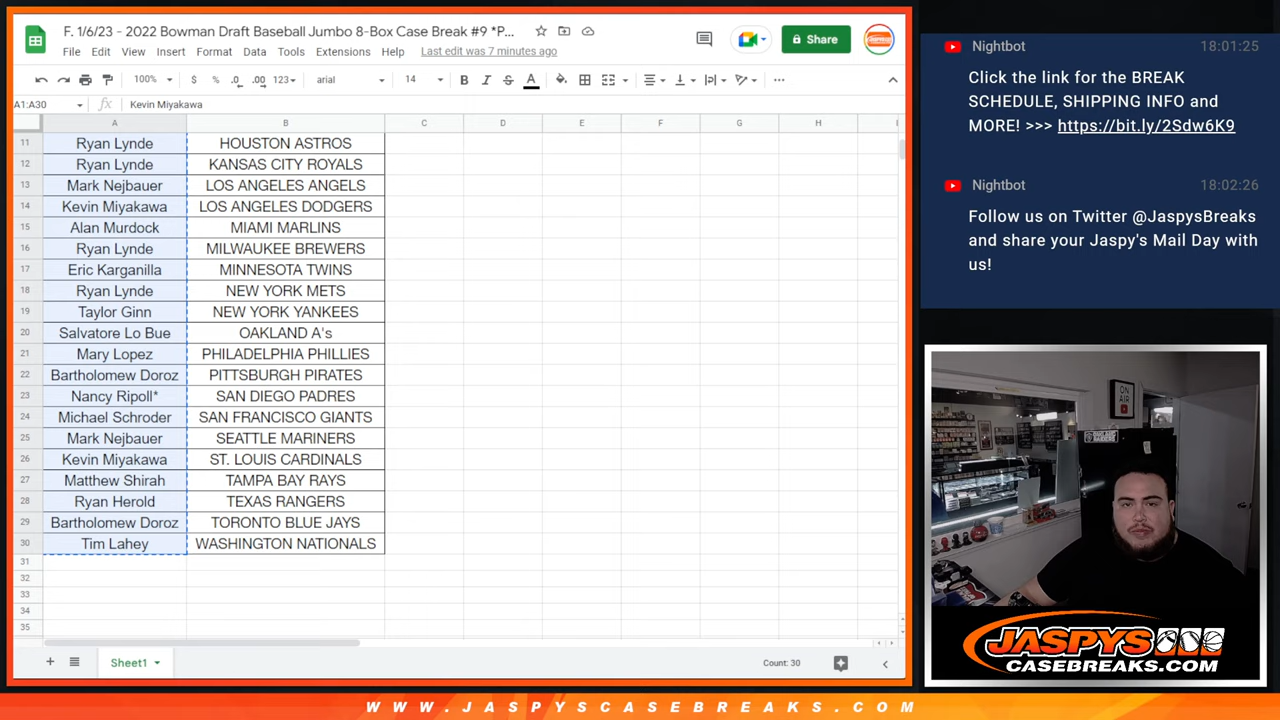 F. 1/6/23 - 2022 Bowman Draft Baseball Jumbo 8-Box Case Break #9 *P...
File Edit View Insert Format Data Tools Extensions Help Last edit was 7 minutes ago
Share
100% $ % .0 .00 123 arial 14 B I S A
A1:A30 fx Kevin Miyakawa
A B C D E F G H
11 Ryan Lynde HOUSTON ASTROS
12 Ryan Lynde KANSAS CITY ROYALS
13 Mark Nejbauer LOS ANGELES ANGELS
14 Kevin Miyakawa LOS ANGELES DODGERS
15 Alan Murdock MIAMI MARLINS
16 Ryan Lynde MILWAUKEE BREWERS
17 Eric Karganilla MINNESOTA TWINS
18 Ryan Lynde NEW YORK METS
19 Taylor Ginn NEW YORK YANKEES
20 Salvatore Lo Bue OAKLAND A's
21 Mary Lopez PHILADELPHIA PHILLIES
22 Bartholomew Doroz PITTSBURGH PIRATES
23 Nancy Ripoll* SAN DIEGO PADRES
24 Michael Schroder SAN FRANCISCO GIANTS
25 Mark Nejbauer SEATTLE MARINERS
26 Kevin Miyakawa ST. LOUIS CARDINALS
27 Matthew Shirah TAMPA BAY RAYS
28 Ryan Herold TEXAS RANGERS
29 Bartholomew Doroz TORONTO BLUE JAYS
30 Tim Lahey WASHINGTON NATIONALS
31
32
33
34
35
Sheet1
Count: 30
Nightbot 18:01:25
Click the link for the BREAK
SCHEDULE, SHIPPING INFO and
MORE! >>> https://bit.ly/2Sdw6K9
Nightbot 18:02:26
Follow us on Twitter @JaspysBreaks
and share your Jaspy's Mail Day with
us!
ON
AIR
JASPYS
CASEBREAKS.COM
WWW.JASPYSCASEBREAKS.COM